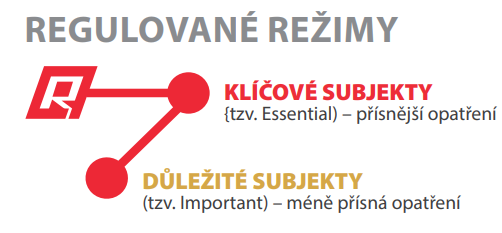 REGULOVANÉ REŽIMY
R
KLÍČOVÉ SUBJEKTY
{tzv. Essential) – přísnější opatření
DŮLEŽITÉ SUBJEKTY
(tzv. Important) – méně přísná opatření